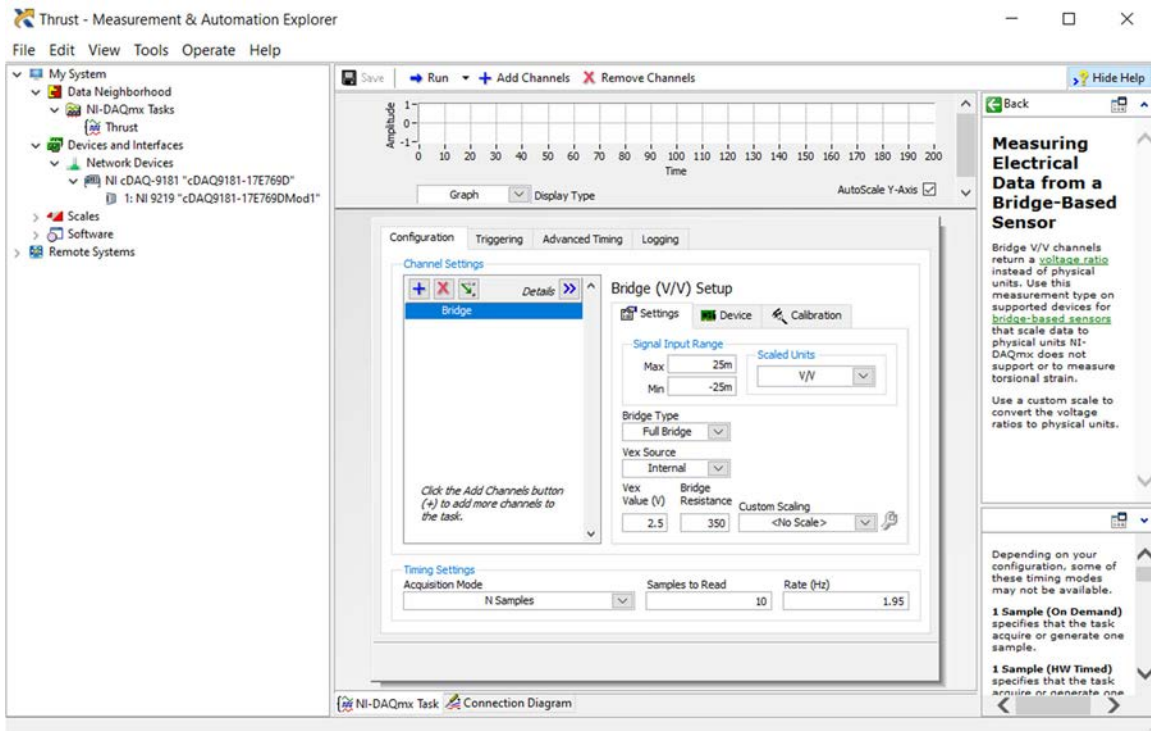 Thrust - Measurement & Automation Explorer
File Edit View Tools Operate Help
My System
Data Neighborhood
NI-DAQmx Tasks
Thrust
Devices and Interfaces
Network Devices
NI cDAQ-9181 "cDAQ9181-17E769D"
1: NI 9219 "cDAQ9181-17E769DMod1"
Scales
Software
Remote Systems
Save Run Add Channels Remove Channels
Hide Help
Amplitude
1
0
-1
0 10 20 30 40 50 60 70 80 90 100 110 120 130 140 150 160 170 180 190 200
Time
Graph Display Type
AutoScale Y-Axis
Configuration Triggering Advanced Timing Logging
Channel Settings
Details
Bridge
Click the Add Channels button
(+) to add more channels to
the task.
Bridge (V/V) Setup
Settings Device Calibration
Signal Input Range
Max 25m
Min -25m
Scaled Units
V/V
Bridge Type
Full Bridge
Vex Source
Internal
Vex
Value (V)
2.5
Bridge
Resistance
350
Custom Scaling
<No Scale>
Timing Settings
Acquisition Mode Samples to Read Rate (Hz)
N Samples 10 1.95
NI-DAQmx Task Connection Diagram
Back
Measuring
Electrical
Data from a
Bridge-Based
Sensor
Bridge V/V channels
return a voltage ratio
instead of physical
units. Use this
measurement type on
supported devices for
bridge-based sensors
that scale data to
physical units NI-
DAQmx does not
support or to measure
torsional strain.
Use a custom scale to
convert the voltage
ratios to physical units.
Depending on your
configuration, some of
these timing modes
may not be available.
1 Sample (On Demand)
specifies that the task
acquire or generate one
sample.
1 Sample (HW Timed)
specifies that the task
acquire or generate one